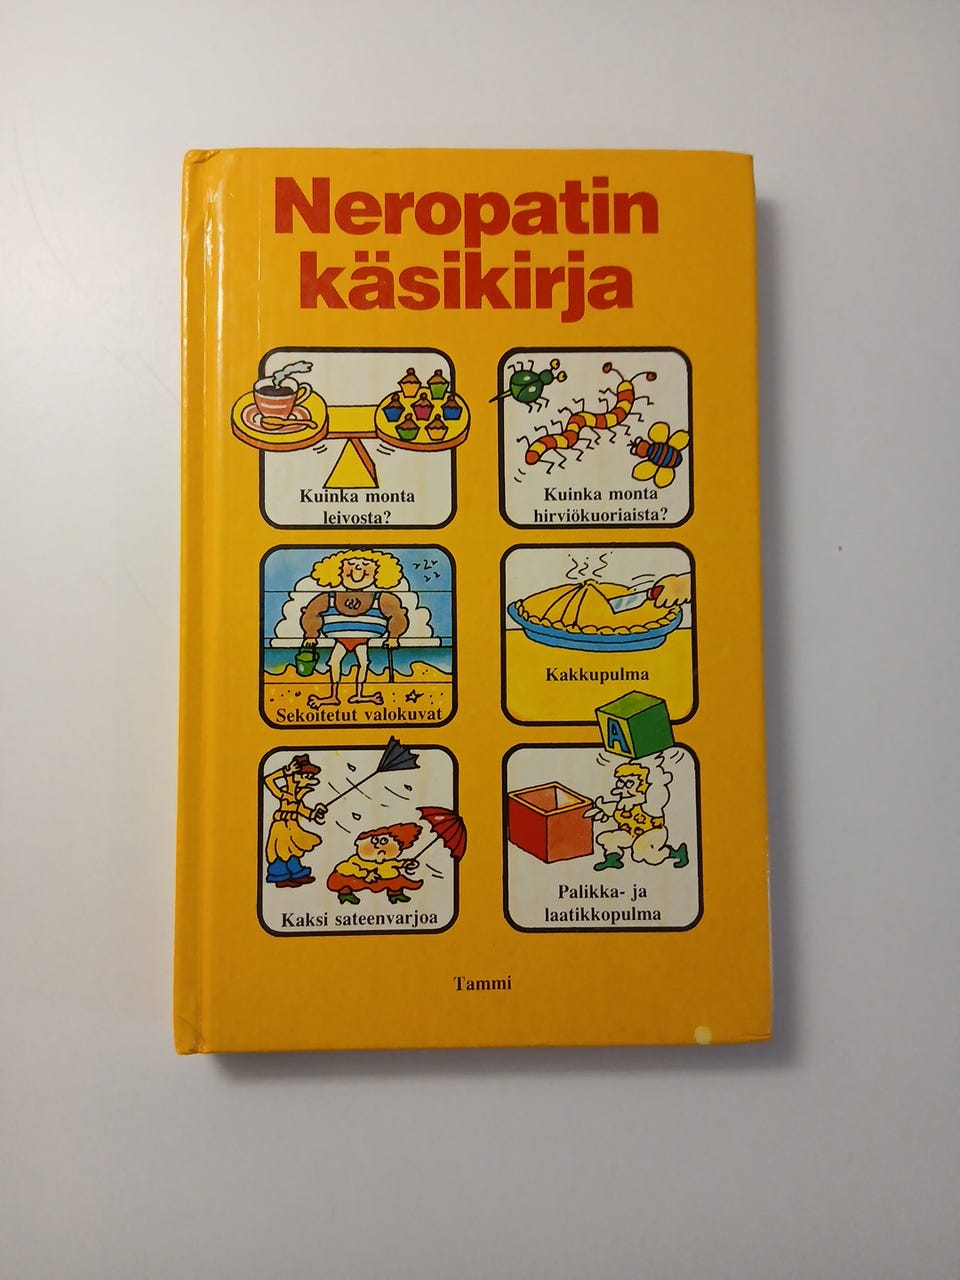 Neropatin
käsikirja
Kuinka monta
leivosta?
Kuinka monta
hirviökuoriaista?
Sekoitetut valokuvat
Kakkupulma
A
Kaksi sateenvarjoa
Palikka- ja
laatikkopulma
Tammi